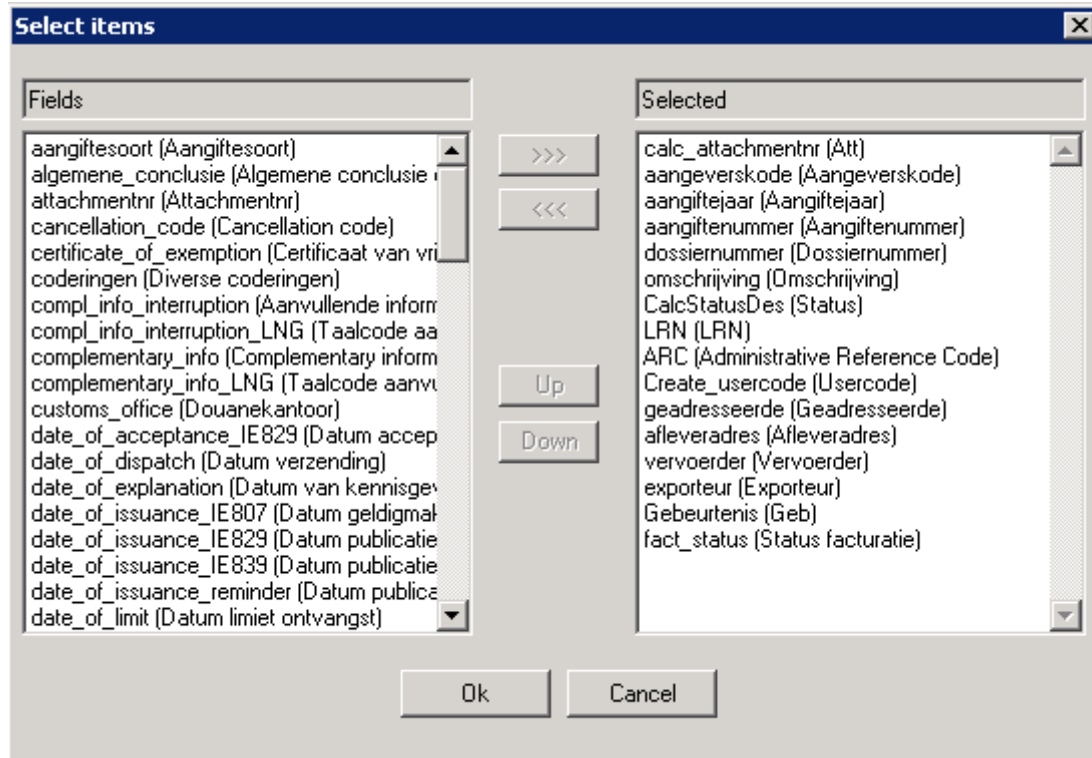 Select items
Fields
aangiftesoort (Aangiftesoort)
algemene_conclusie (Algemene conclusie
attachmentnr (Attachmentnr)
cancellation_code (Cancellation code)
certificate_of_exemption (Certificaat van vri
coderingen (Diverse coderingen)
compl_info_interruption (Aanvullende inform
compl_info_interruption_LNG (Taalcode aa
complementary_info (Complementary inform
complementary_info_LNG (Taalcode aanvu
customs_office (Douanekantoor)
date_of_acceptance_IE829 (Datum accep
date_of_dispatch (Datum verzending)
date_of_explanation (Datum van kennisgev
date_of_issuance_IE807 (Datum geldigmak
date_of_issuance_IE829 (Datum publicatie
date_of_issuance_IE839 (Datum publicatie
date_of_issuance_reminder (Datum publica
date_of_limit (Datum limiet ontvangst)
>>>
<<<
Up
Down
Selected
calc_attachmentnr (Att)
aangeverskode (Aangeverskode)
aangiftejaar (Aangiftejaar)
aangiftenummer (Aangiftenummer)
dossiernummer (Dossiernummer)
omschrijving (Omschrijving)
CalcStatusDes (Status)
LRN (LRN)
ARC (Administrative Reference Code)
Create_usercode (Usercode)
geadresseerde (Geadresseerde)
afleveradres (Afleveradres)
vervoerder (Vervoerder)
exporteur (Exporteur)
Gebeurtenis (Geb)
fact_status (Status facturatie)
Ok
Cancel